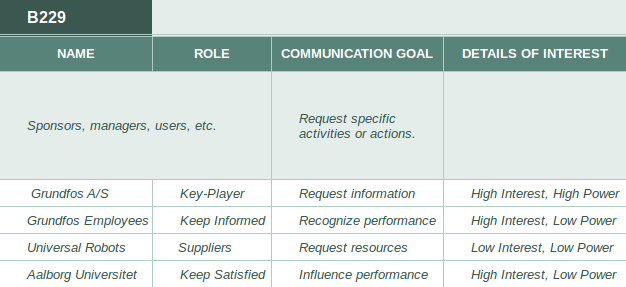 B229
NAME ROLE COMMUNICATION GOAL DETAILS OF INTEREST
Sponsors, managers, users, etc. Request specific
activities or actions.
Grundfos A/S Key-Player Request information High Interest, High Power
Grundfos Employees Keep Informed Recognize performance High Interest, Low Power
Universal Robots Suppliers Request resources Low Interest, Low Power
Aalborg Universitet Keep Satisfied Influence performance High Interest, Low Power